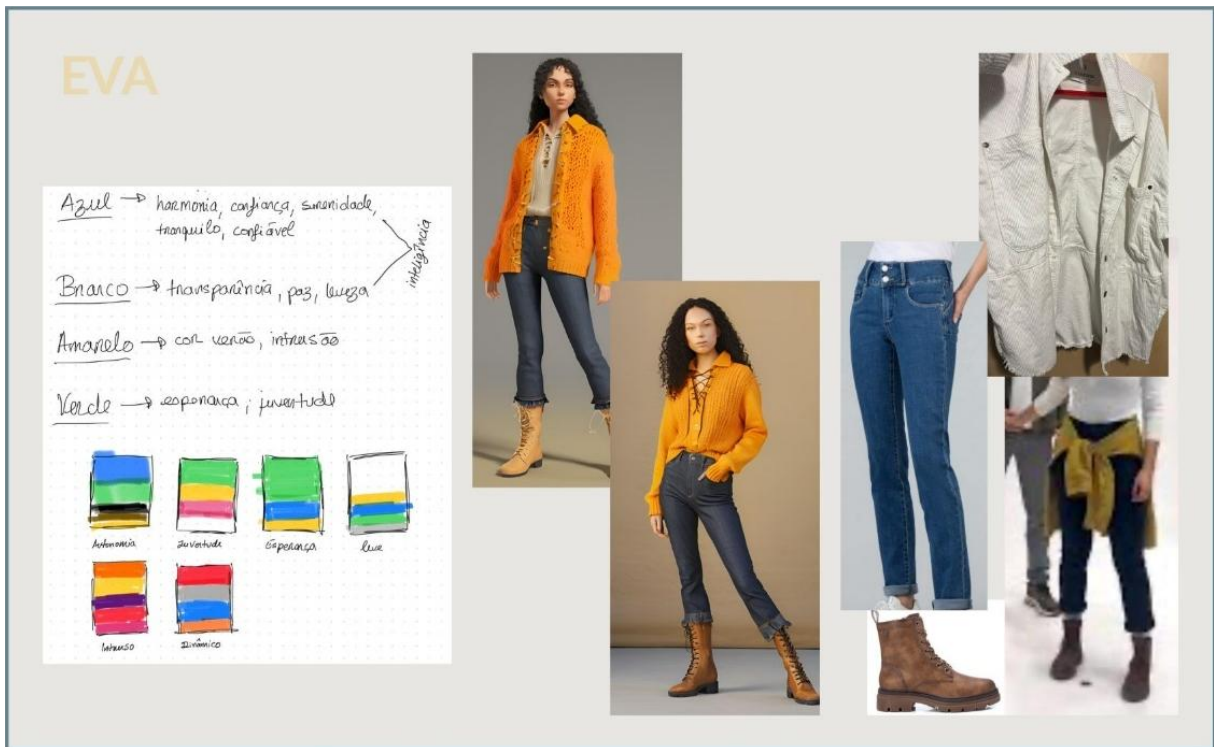 EVA
Azul → harmonia, confiança, serenidade,
tranquilo, confiável
inteligência
Branco → transparência, paz, leveza
Amarelo → cor verão, intensão
Verde → esperança, juventude
Autonomia Juventude Esperança leve
Intenso Dinâmico